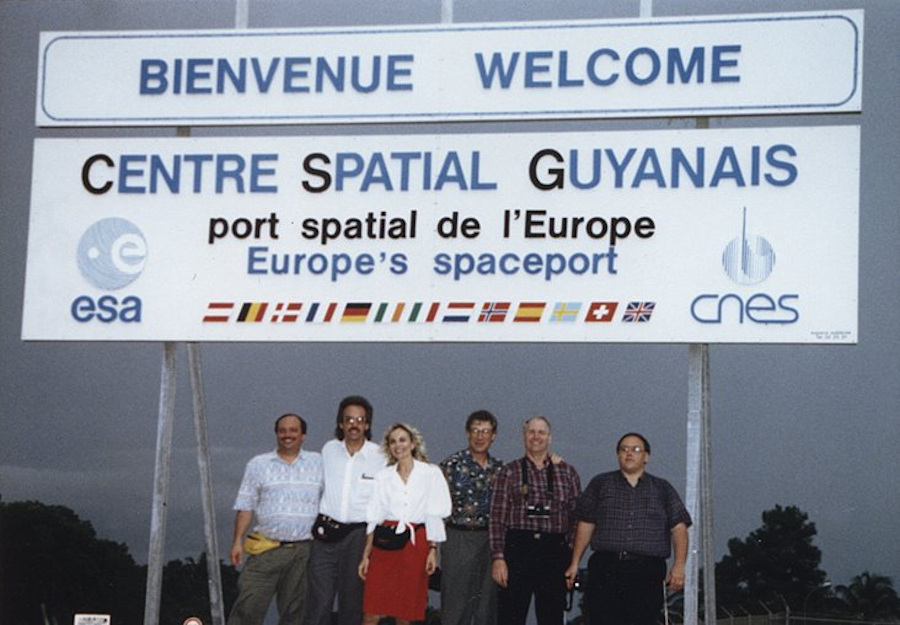 BIENVENUE WELCOME
CENTRE SPATIAL GUYANAIS
port spatial de l'Europe
Europe's spaceport
esa
cnes